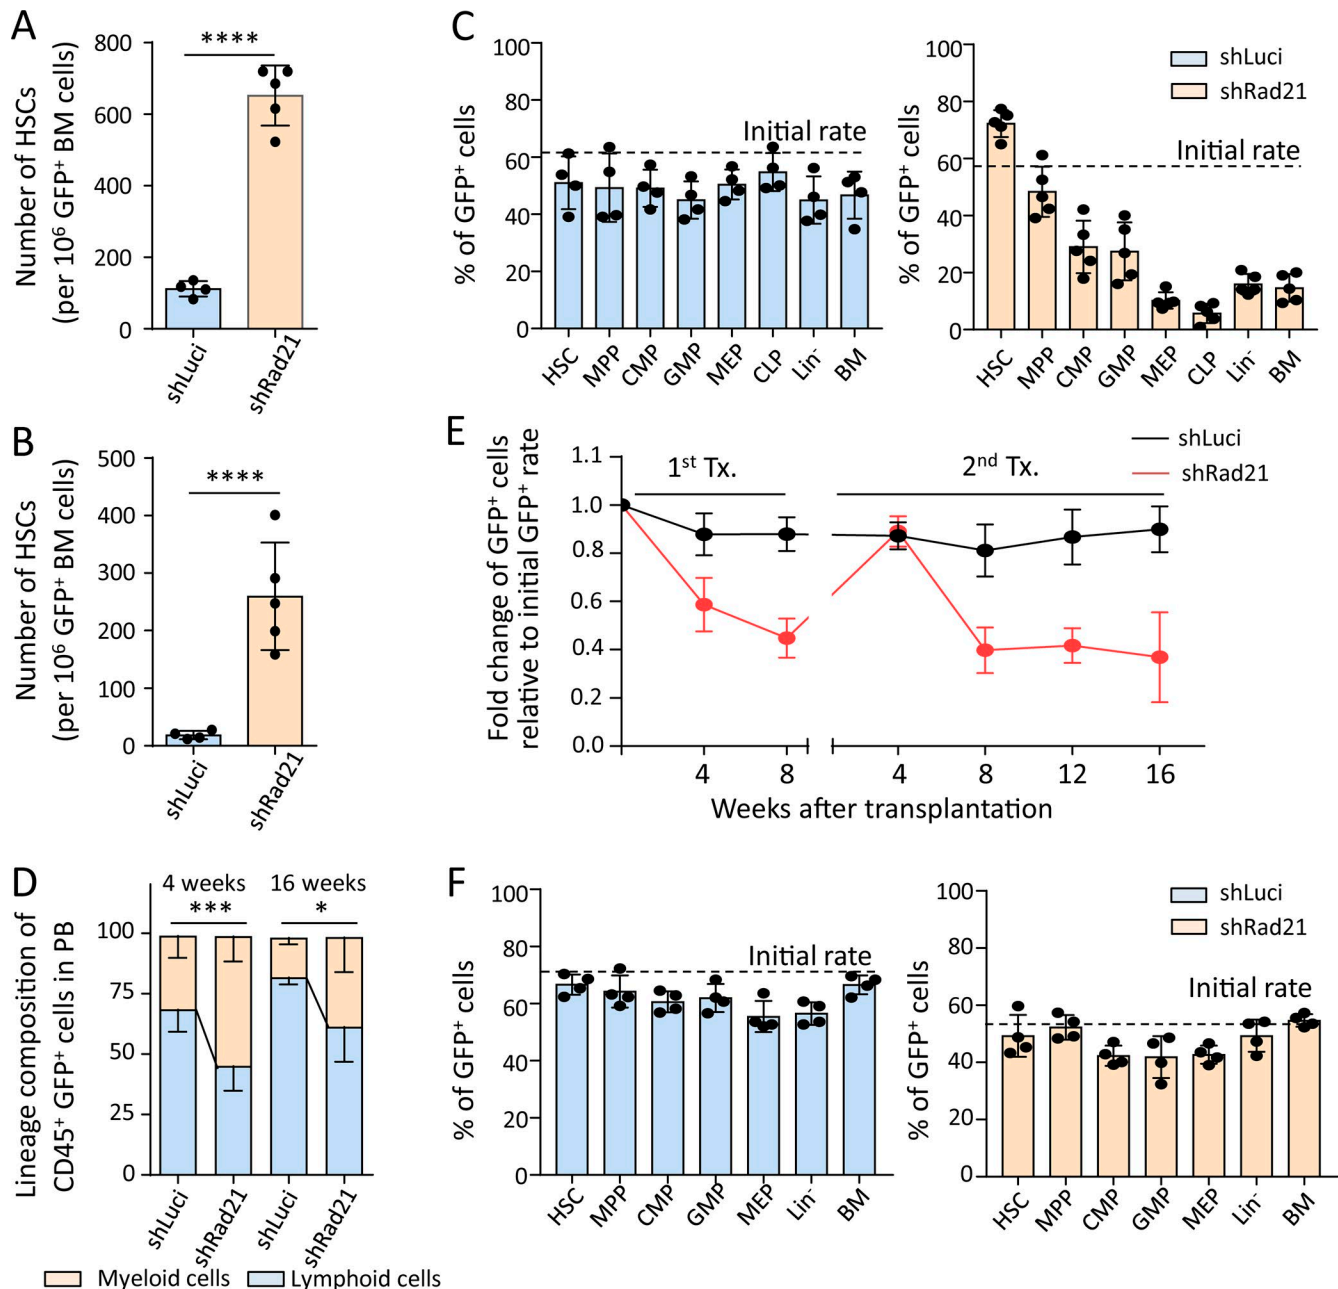 A
Number of HSCs
(per 10⁶ GFP⁺ BM cells)
800
600
400
200
0
****
shLuci
shRad21
C
% of GFP⁺ cells
100
80
60
40
20
0
Initial rate
HSC
MPP
CMP
GMP
MEP
CLP
Lin⁻
BM
% of GFP⁺ cells
100
80
60
40
20
0
shLuci
shRad21
Initial rate
HSC
MPP
CMP
GMP
MEP
CLP
Lin⁻
BM
B
Number of HSCs
(per 10⁶ GFP⁺ BM cells)
500
400
300
200
100
0
****
shLuci
shRad21
E
Fold change of GFP⁺ cells
relative to initial GFP⁺ rate
1.1
1.0
0.8
0.6
0.4
0.2
0.0
1st Tx.
2nd Tx.
shLuci
shRad21
4
8
4
8
12
16
Weeks after transplantation
D
Lineage composition of
CD45⁺ GFP⁺ cells in PB
100
75
50
25
0
4 weeks
16 weeks
***
*
shLuci
shRad21
shLuci
shRad21
Myeloid cells
Lymphoid cells
F
% of GFP⁺ cells
100
80
60
40
20
0
Initial rate
HSC
MPP
CMP
GMP
MEP
Lin⁻
BM
% of GFP⁺ cells
100
80
60
40
20
0
shLuci
shRad21
Initial rate
HSC
MPP
CMP
GMP
MEP
Lin⁻
BM